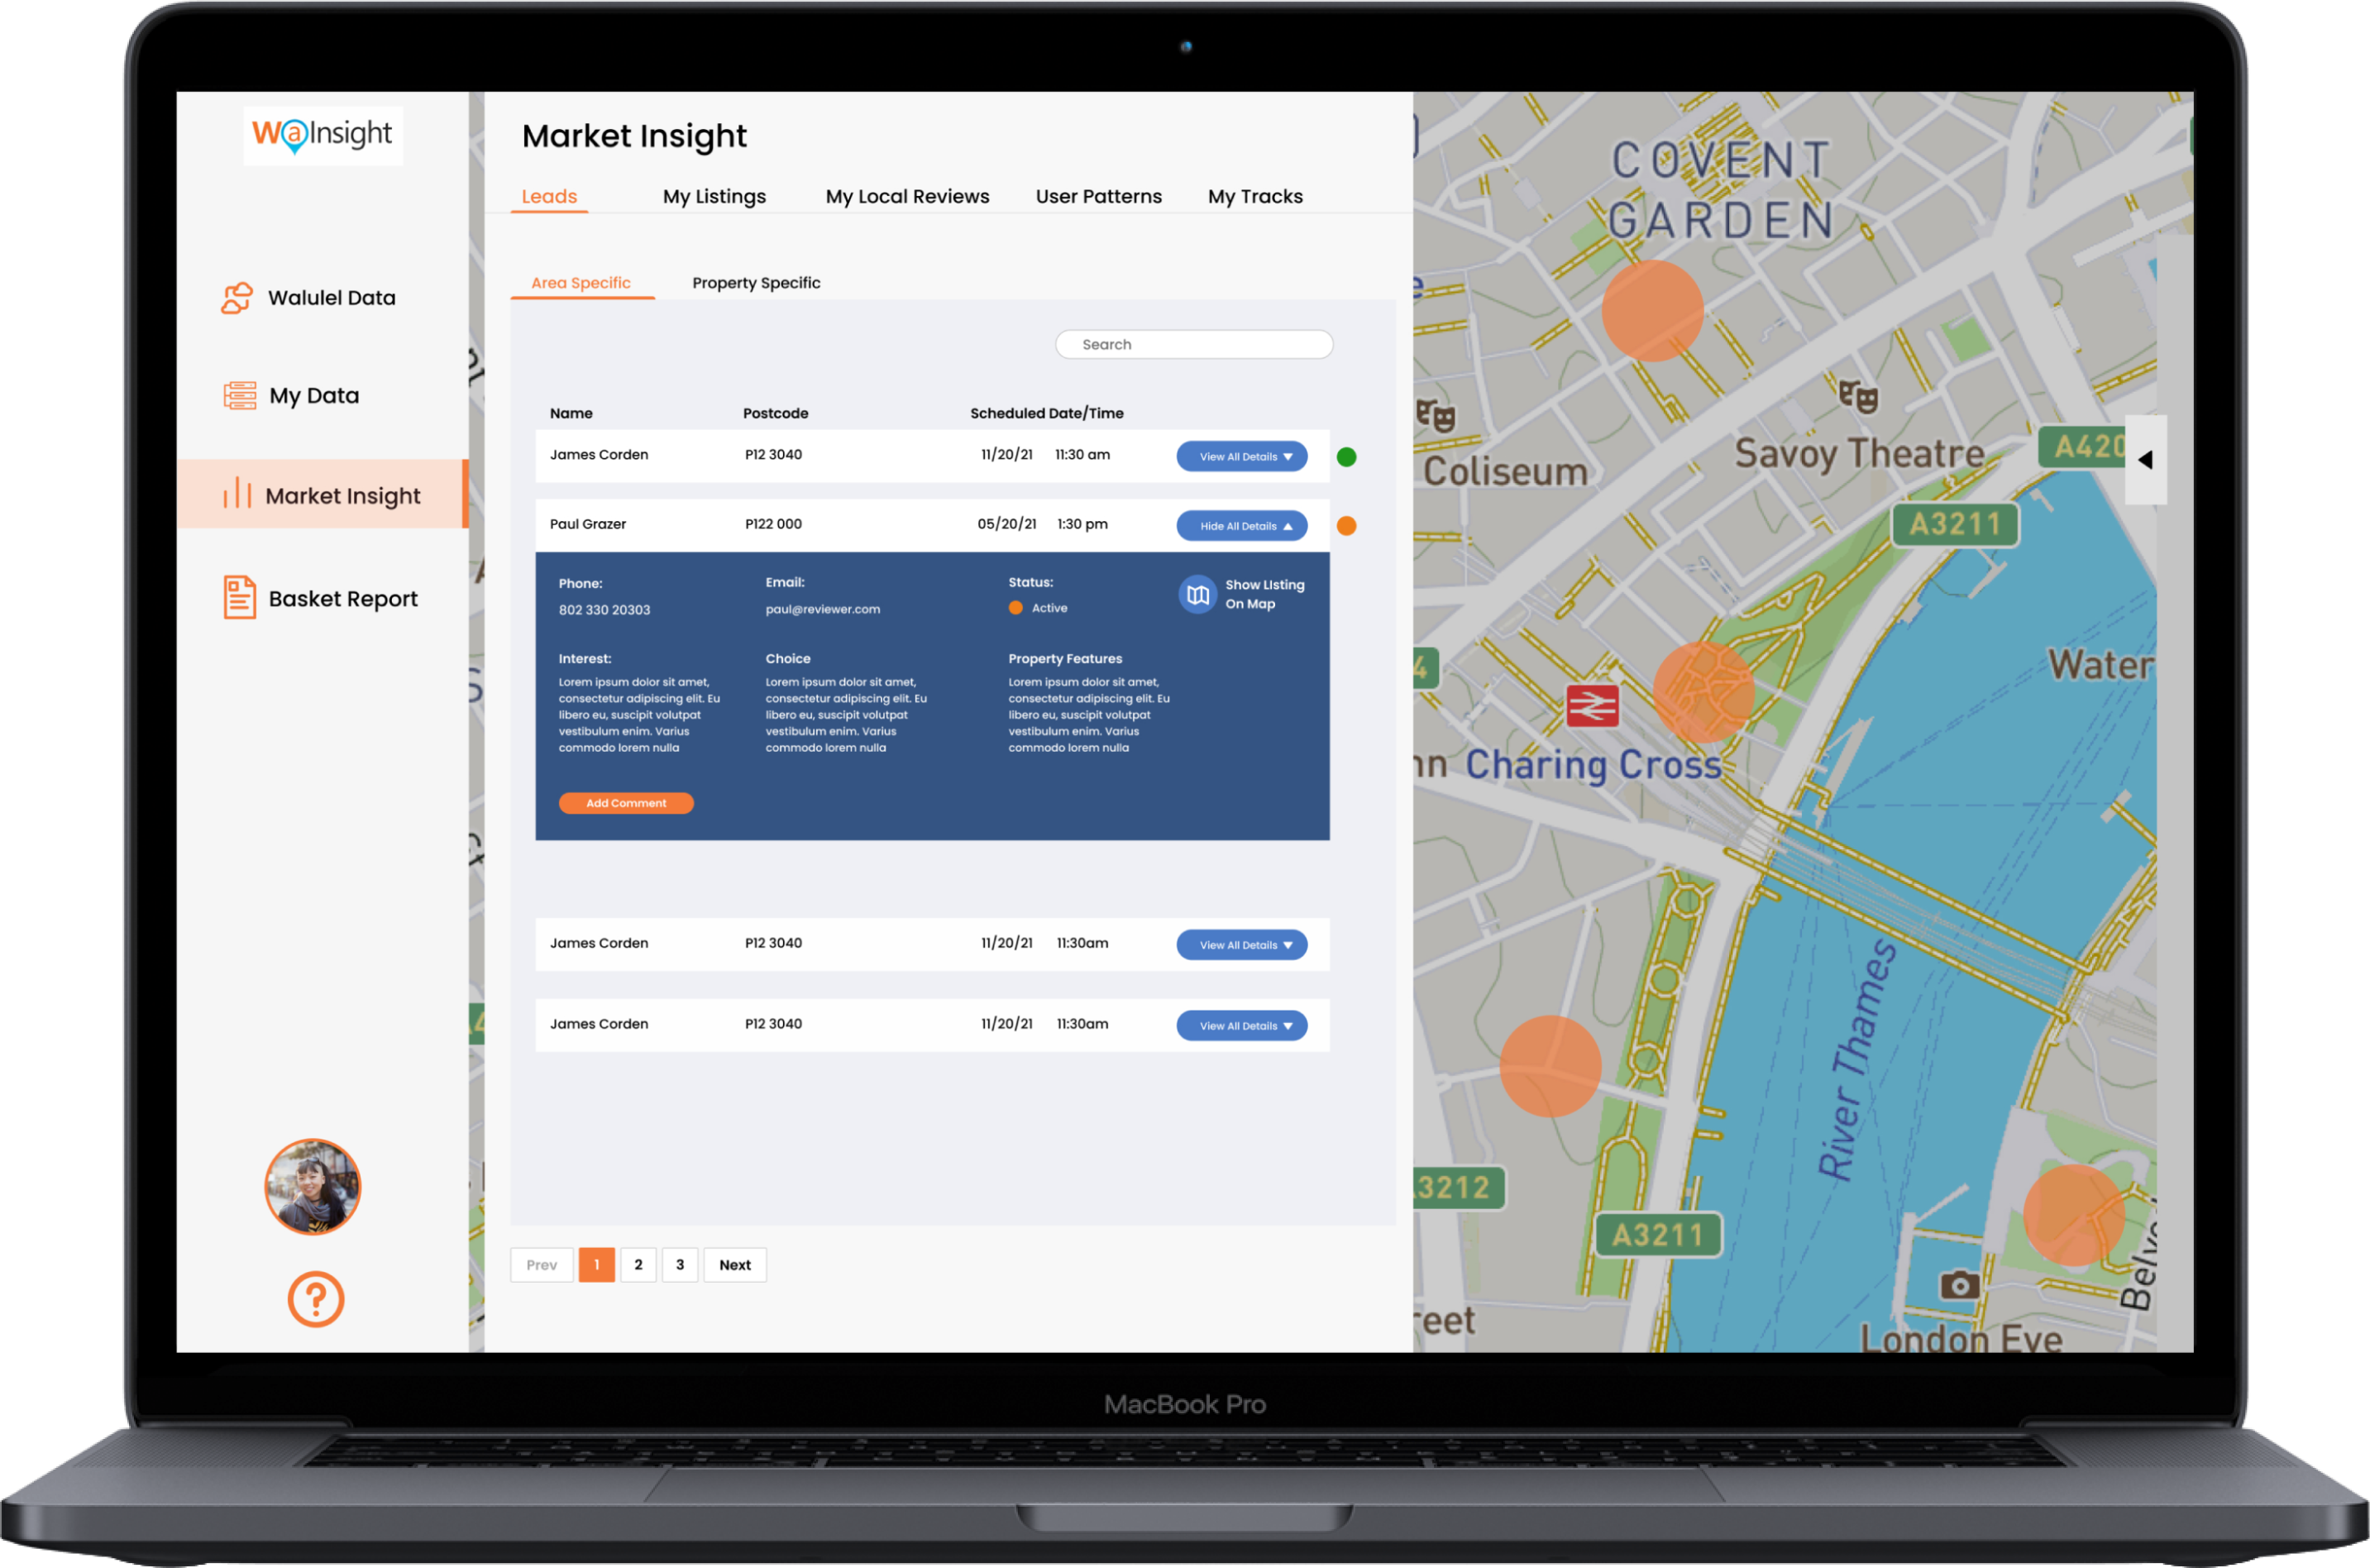 Wa Insight
Walulel Data
My Data
Market Insight
Basket Report
Market Insight
Leads My Listings My Local Reviews User Patterns My Tracks
Area Specific Property Specific
Search
Name Postcode Scheduled Date/Time
James Corden P12 3040 11/20/21 11:30 am View All Details
Paul Grazer P122 000 05/20/21 1:30 pm Hide All Details
Phone: Email: Status: Show LIsting
802 330 20303 paul@reviewer.com Active On Map
Interest:
Lorem ipsum dolor sit amet,
consectetur adipiscing elit. Eu
libero eu, suscipit volutpat
vestibulum enim. Varius
commodo lorem nulla
Choice
Lorem ipsum dolor sit amet,
consectetur adipiscing elit. Eu
libero eu, suscipit volutpat
vestibulum enim. Varius
commodo lorem nulla
Property Features
Lorem ipsum dolor sit amet,
consectetur adipiscing elit. Eu
libero eu, suscipit volutpat
vestibulum enim. Varius
commodo lorem nulla
Add Comment
James Corden P12 3040 11/20/21 11:30am View All Details
James Corden P12 3040 11/20/21 11:30am View All Details
Prev 1 2 3 Next
?
COVENT
GARDEN
Savoy Theatre
Coliseum
A420
A3211
Water
Charing Cross
River Thames
3212
A3211
eet
Belv
London Eye
MacBook Pro